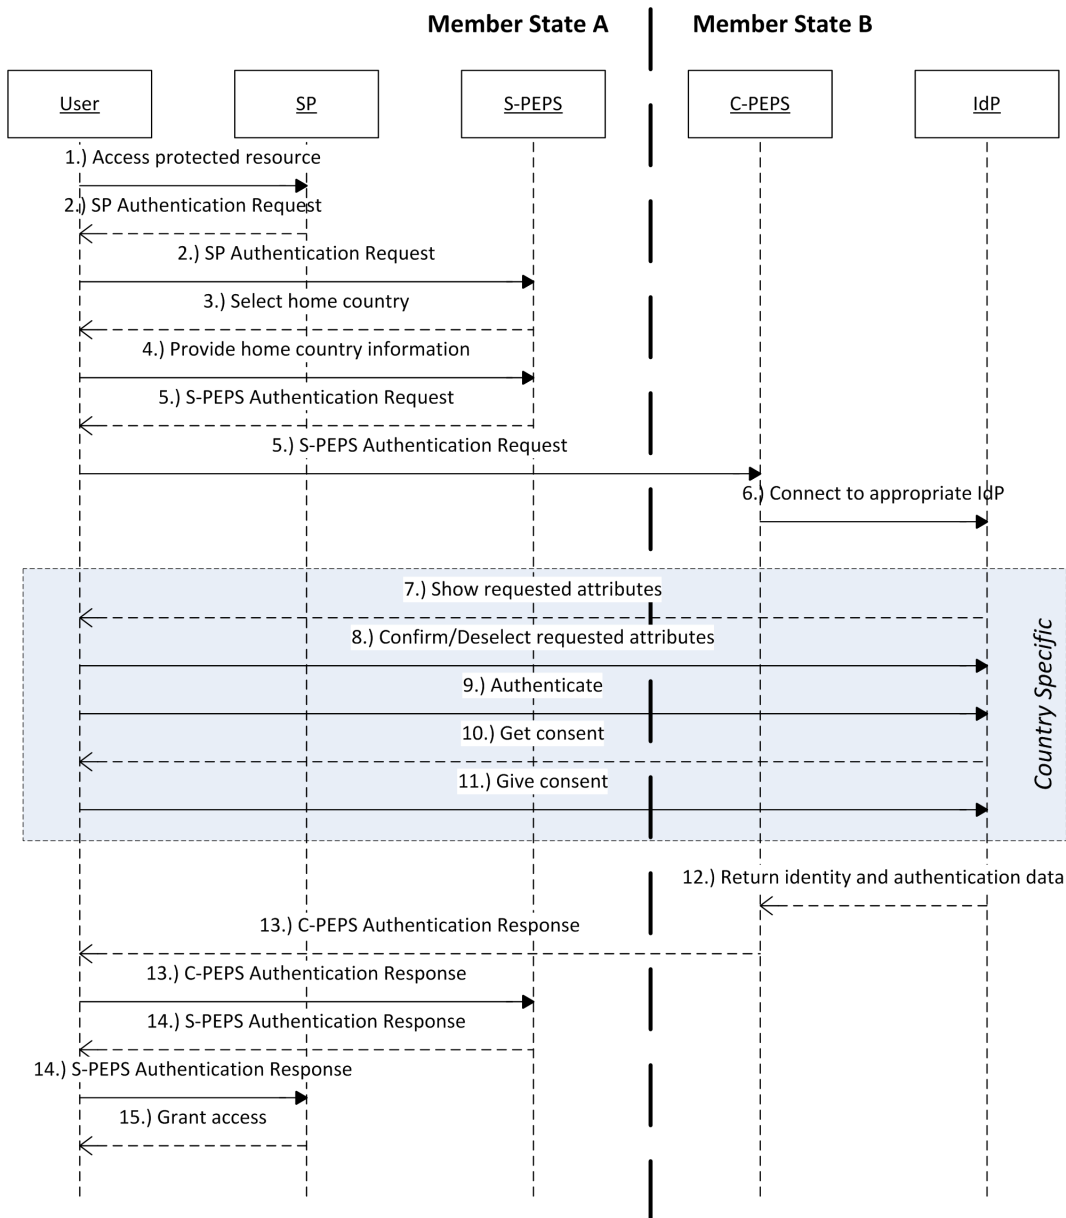 Member State A
Member State B
User
SP
S-PEPS
C-PEPS
IdP
1.) Access protected resource
2.) SP Authentication Request
2.) SP Authentication Request
3.) Select home country
4.) Provide home country information
5.) S-PEPS Authentication Request
5.) S-PEPS Authentication Request
6.) Connect to appropriate IdP
7.) Show requested attributes
8.) Confirm/Deselect requested attributes
9.) Authenticate
10.) Get consent
11.) Give consent
Country Specific
12.) Return identity and authentication data
13.) C-PEPS Authentication Response
13.) C-PEPS Authentication Response
14.) S-PEPS Authentication Response
14.) S-PEPS Authentication Response
15.) Grant access